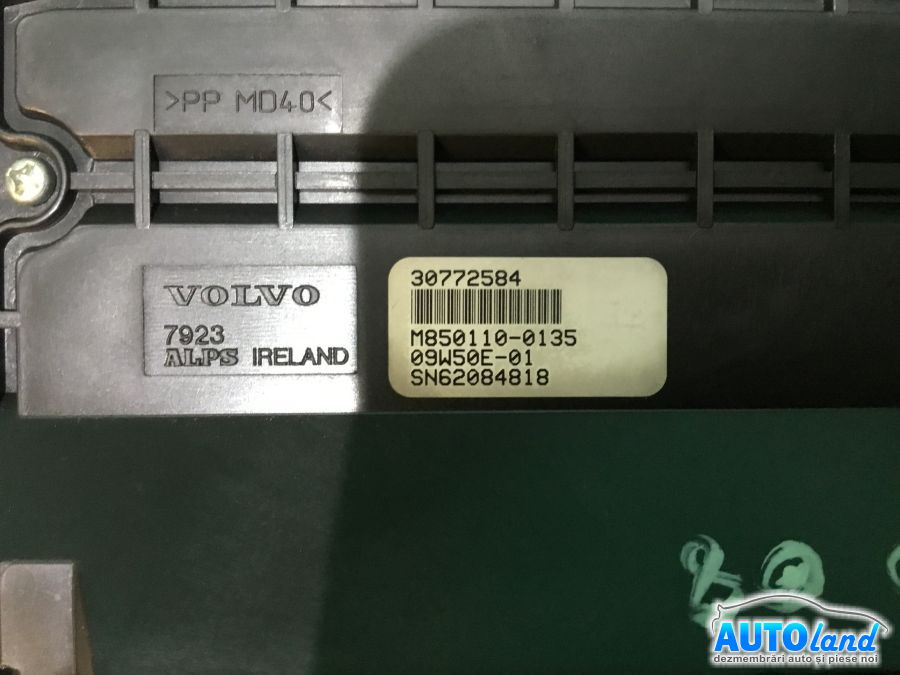 >PP MD40<
VOLVO
7923
ALPS IRELAND
30772584
M850110-0135
09W50E-01
SN62084818
AUTOland
dezmembrări auto și piese noi